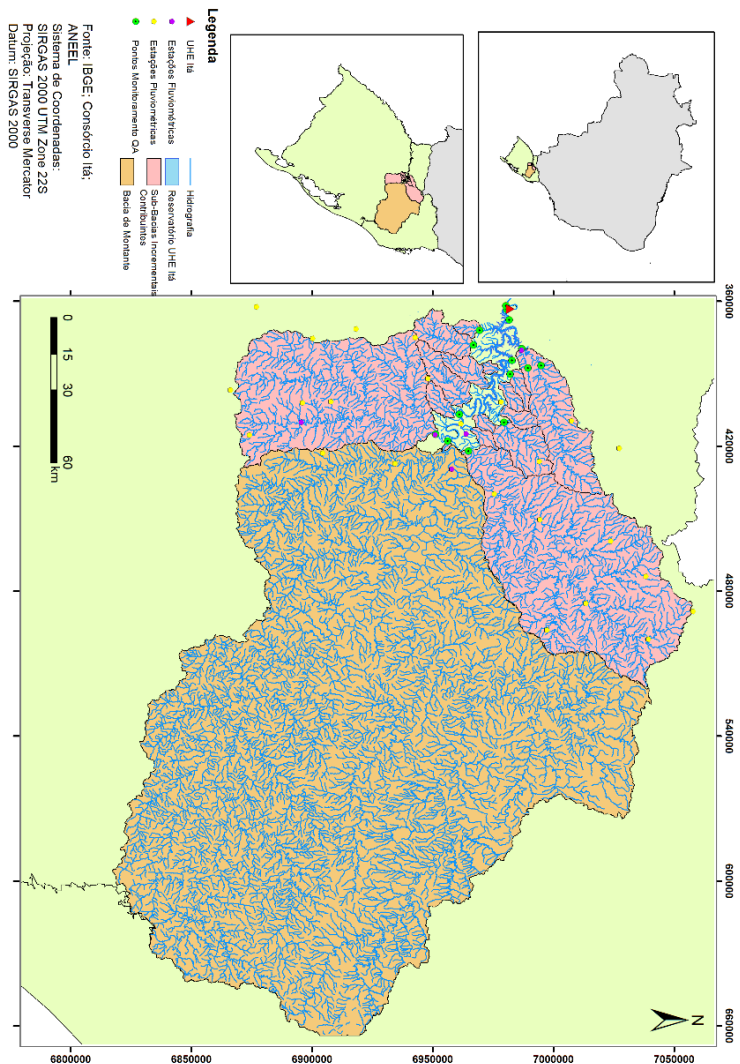 Legenda
UHE Itá
Estações Fluviométricas
Estações Pluviométricas
Pontos Monitoramento QA
Hidrografia
Reservatório UHE Itá
Sub-Bacias Incrementais
Contribuintes
Bacia de Montante
Fonte: IBGE; Consórcio Itá;
ANEEL
Sistema de Coordenadas:
SIRGAS 2000 UTM Zone 22S
Projeção: Transverse Mercator
Datum: SIRGAS 2000
360000
420000
480000
540000
600000
660000
7050000
7000000
6950000
6900000
6850000
6800000
N
0 15 30 60
km